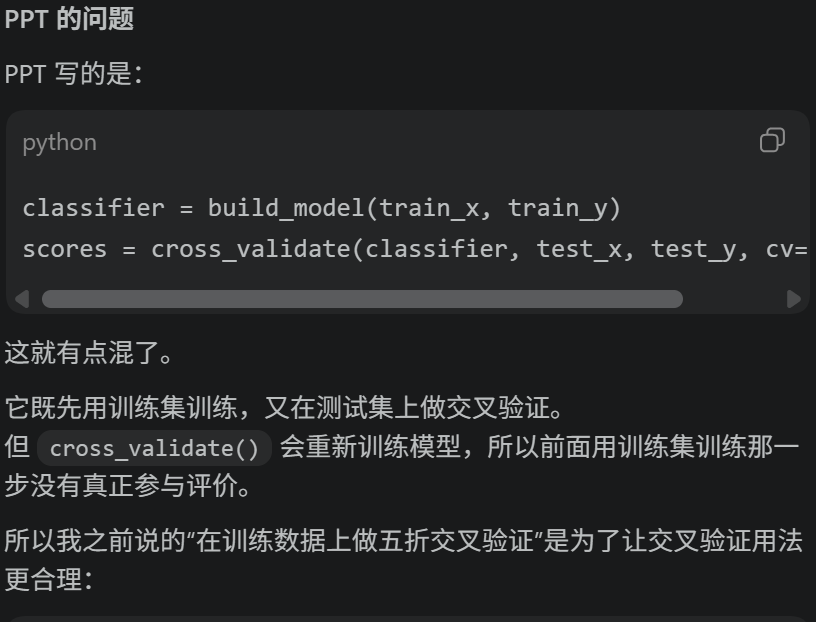 PPT 的问题
PPT 写的是：
python
classifier = build_model(train_x, train_y)
scores = cross_validate(classifier, test_x, test_y, cv=
这就有点混了。
它既先用训练集训练，又在测试集上做交叉验证。
但 cross_validate() 会重新训练模型，所以前面用训练集训练那一
步没有真正参与评价。
所以我之前说的“在训练数据上做五折交叉验证”是为了让交叉验证用法
更合理：